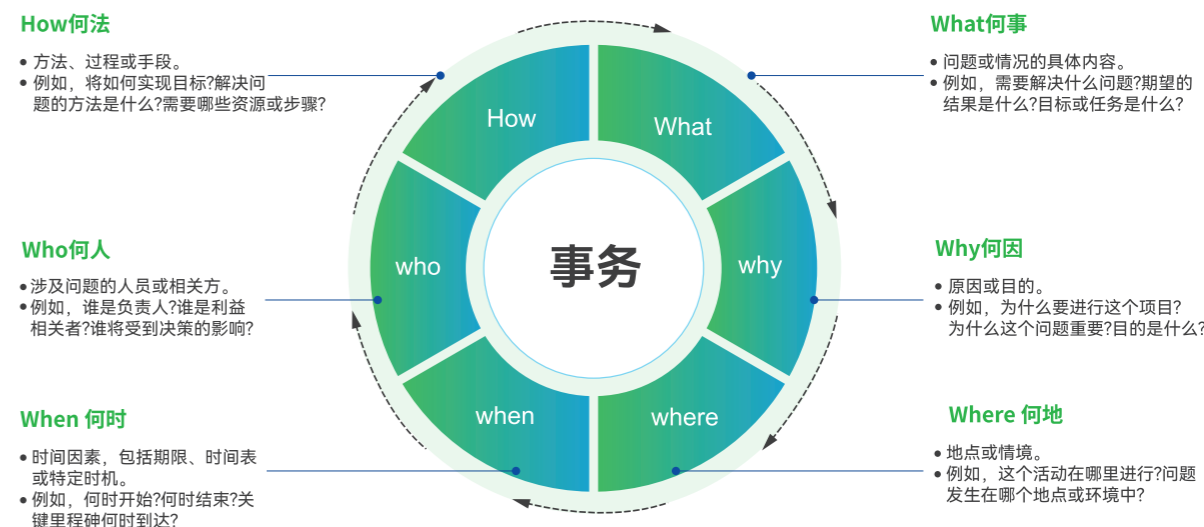 How何法
• 方法、过程或手段。
• 例如，将如何实现目标?解决问
题的方法是什么?需要哪些资源或步骤?
What何事
• 问题或情况的具体内容。
• 例如，需要解决什么问题?期望的
结果是什么?目标或任务是什么?
How
What
Who何人
• 涉及问题的人员或相关方。
• 例如，谁是负责人?谁是利益
相关者?谁将受到决策的影响?
who
事务
why
Why何因
• 原因或目的。
• 例如，为什么要进行这个项目?
为什么这个问题重要?目的是什么?
When 何时
• 时间因素，包括期限、时间表
或特定时机。
• 例如，何时开始?何时结束?关
键里程砷何时到达?
when
where
Where 何地
• 地点或情境。
• 例如，这个活动在哪里进行?问题
发生在哪个地点或环境中?